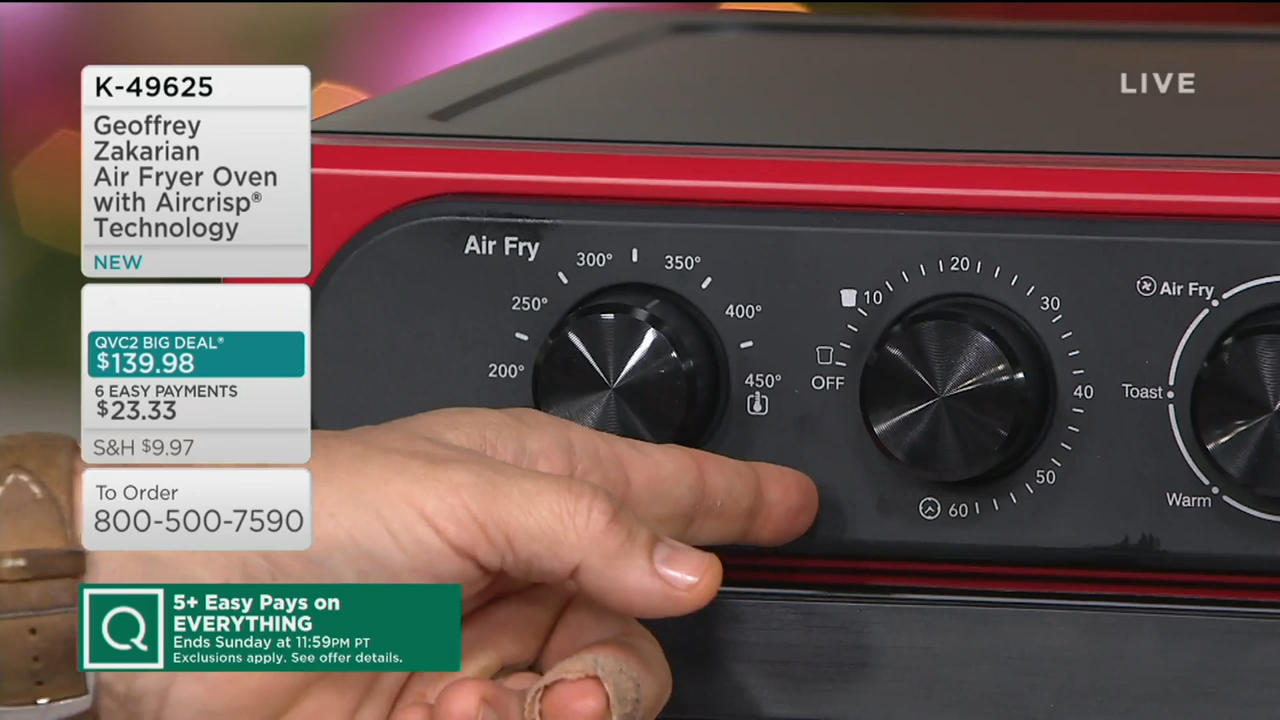 K-49625
Geoffrey
Zakarian
Air Fryer Oven
with Aircrisp®
Technology
NEW
QVC2 BIG DEAL®
$139.98
6 EASY PAYMENTS
$23.33
S&H $9.97
To Order
800-500-7590
Q
5+ Easy Pays on
EVERYTHING
Ends Sunday at 11:59PM PT
Exclusions apply. See offer details.
LIVE
Air Fry
200°
250°
300°
350°
400°
450°
OFF
10
20
30
40
50
60
Air Fry
Toast
Warm